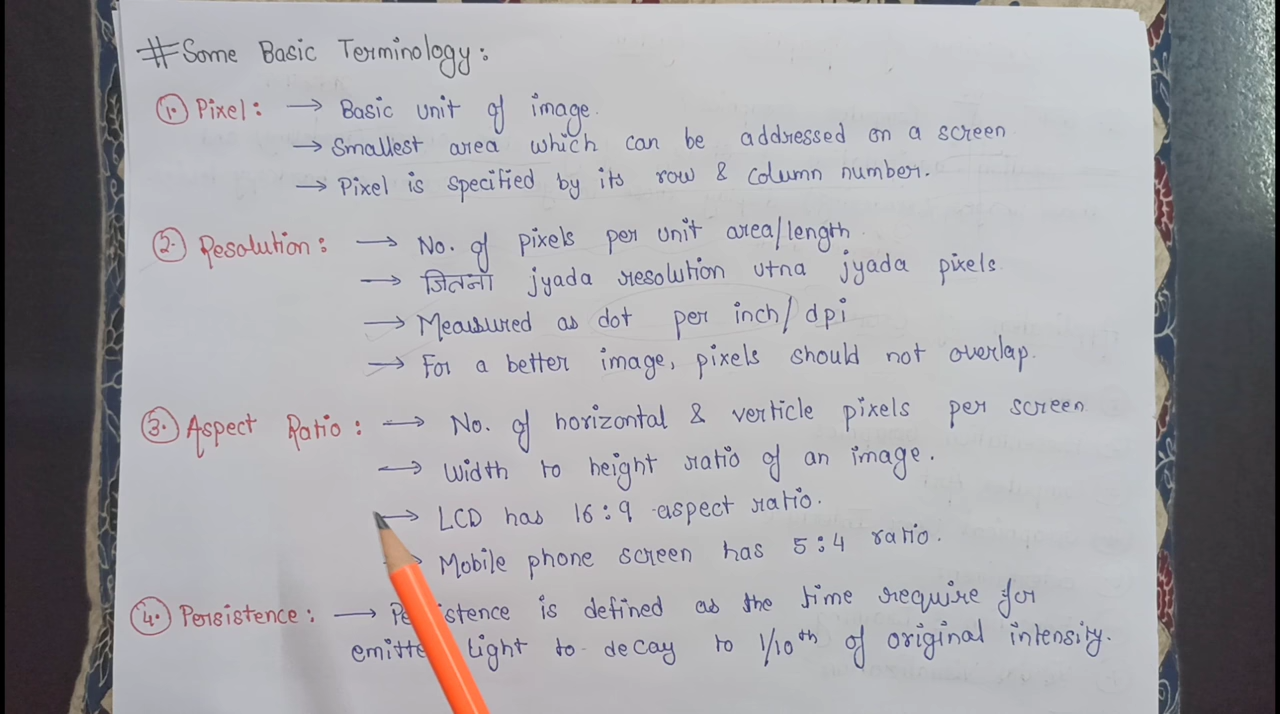 #Some Basic Terminology:
1. Pixel: → Basic unit of image.
→ Smallest area which can be addressed on a screen
→ Pixel is specified by its row & column number.
2. Resolution: → No. of pixels per unit area/length
→ जितना jyada resolution utna jyada pixels
→ Measured as dot per inch/dpi
→ For a better image, pixels should not overlap.
3. Aspect Ratio: → No. of horizontal & verticle pixels per screen
→ Width to height ratio of an image.
→ LCD has 16:9 aspect ratio.
→ Mobile phone screen has 5:4 ratio.
4. Persistence: → Persistence is defined as the time require for
emitted light to decay to 1/10th of original intensity.